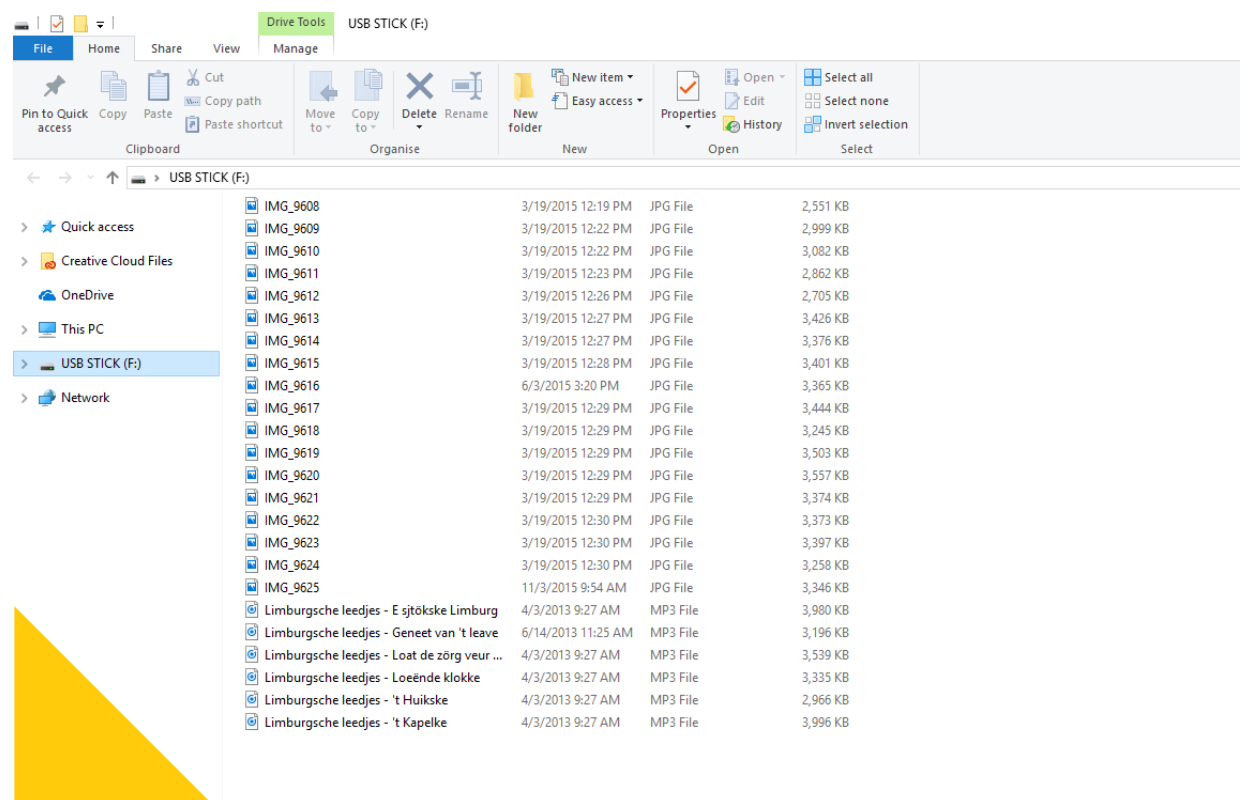 Drive Tools USB STICK (F:)
File Home Share View Manage
Pin to Quick access Copy Paste Cut Copy path Paste shortcut
Move to Copy to Delete Rename
New folder New item Easy access
Properties Open Edit History
Select all Select none Invert selection
Clipboard Organise New Open Select
USB STICK (F:)
Quick access
Creative Cloud Files
OneDrive
This PC
USB STICK (F:)
Network
IMG_9608 3/19/2015 12:19 PM JPG File 2,551 KB
IMG_9609 3/19/2015 12:22 PM JPG File 2,999 KB
IMG_9610 3/19/2015 12:22 PM JPG File 3,082 KB
IMG_9611 3/19/2015 12:23 PM JPG File 2,862 KB
IMG_9612 3/19/2015 12:26 PM JPG File 2,705 KB
IMG_9613 3/19/2015 12:27 PM JPG File 3,426 KB
IMG_9614 3/19/2015 12:27 PM JPG File 3,376 KB
IMG_9615 3/19/2015 12:28 PM JPG File 3,401 KB
IMG_9616 6/3/2015 3:20 PM JPG File 3,365 KB
IMG_9617 3/19/2015 12:29 PM JPG File 3,444 KB
IMG_9618 3/19/2015 12:29 PM JPG File 3,245 KB
IMG_9619 3/19/2015 12:29 PM JPG File 3,503 KB
IMG_9620 3/19/2015 12:29 PM JPG File 3,557 KB
IMG_9621 3/19/2015 12:29 PM JPG File 3,374 KB
IMG_9622 3/19/2015 12:30 PM JPG File 3,373 KB
IMG_9623 3/19/2015 12:30 PM JPG File 3,397 KB
IMG_9624 3/19/2015 12:30 PM JPG File 3,258 KB
IMG_9625 11/3/2015 9:54 AM JPG File 3,346 KB
Limburgsche leedjes - E sjtökske Limburg 4/3/2013 9:27 AM MP3 File 3,980 KB
Limburgsche leedjes - Geneet van 't leave 6/14/2013 11:25 AM MP3 File 3,196 KB
Limburgsche leedjes - Loat de zörg veur ... 4/3/2013 9:27 AM MP3 File 3,539 KB
Limburgsche leedjes - Loeënde klokke 4/3/2013 9:27 AM MP3 File 3,335 KB
Limburgsche leedjes - 't Huikske 4/3/2013 9:27 AM MP3 File 2,966 KB
Limburgsche leedjes - 't Kapelke 4/3/2013 9:27 AM MP3 File 3,996 KB